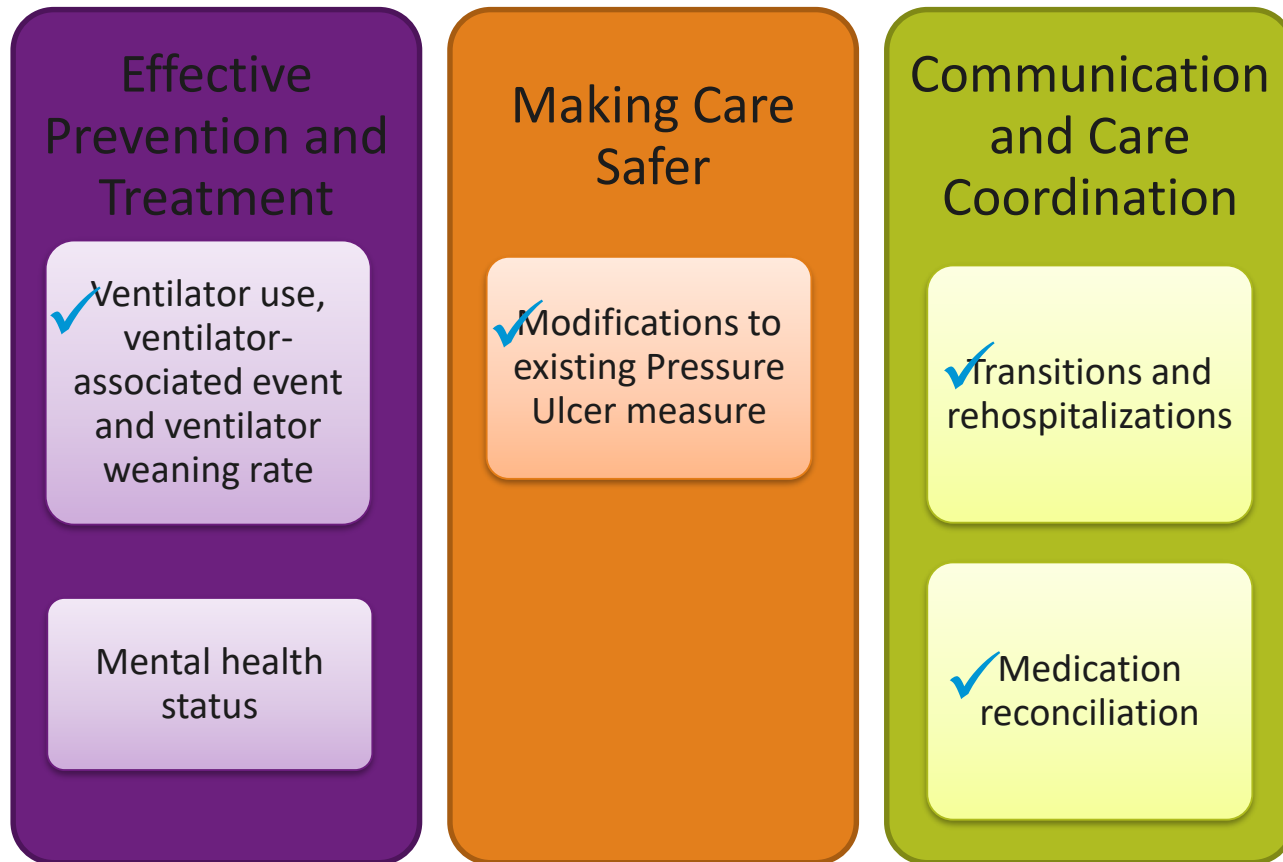 Effective
Prevention and
Treatment
Ventilator use,
ventilator-
associated event
and ventilator
weaning rate
Mental health
status
Making Care
Safer
Modifications to
existing Pressure
Ulcer measure
Communication
and Care
Coordination
Transitions and
rehospitalizations
Medication
reconciliation